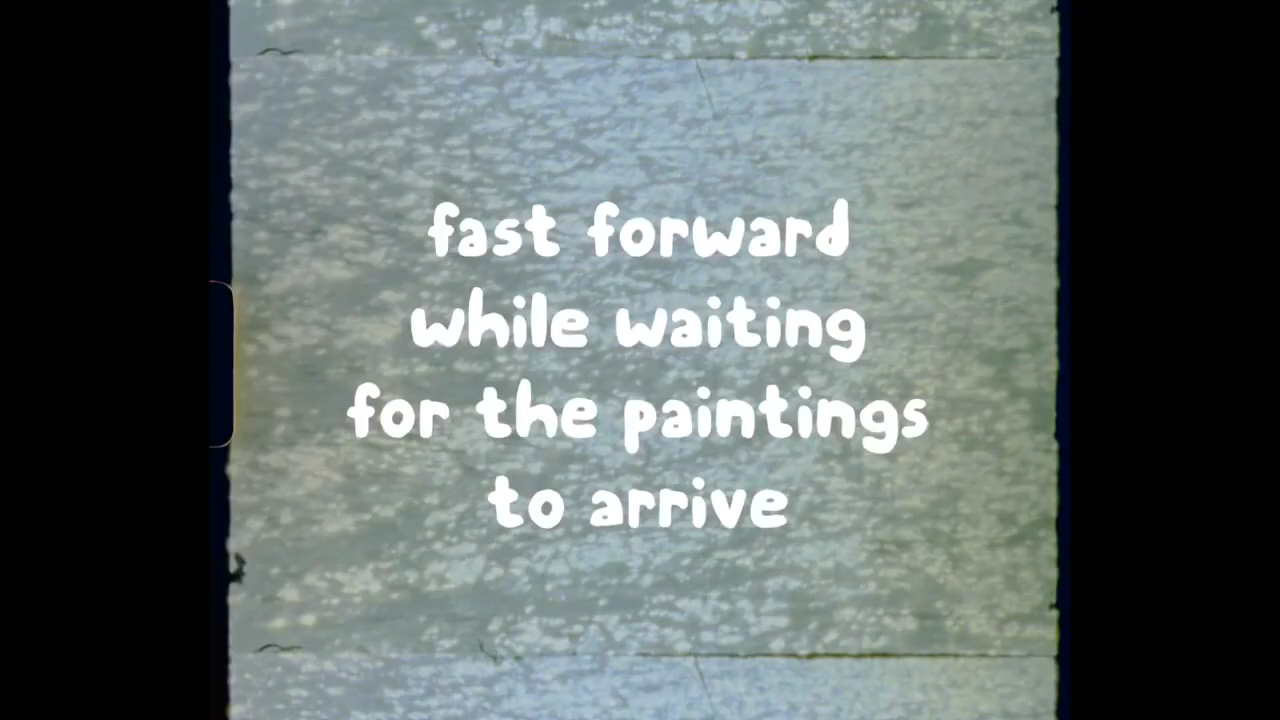 fast forward
while waiting
for the paintings
to arrive